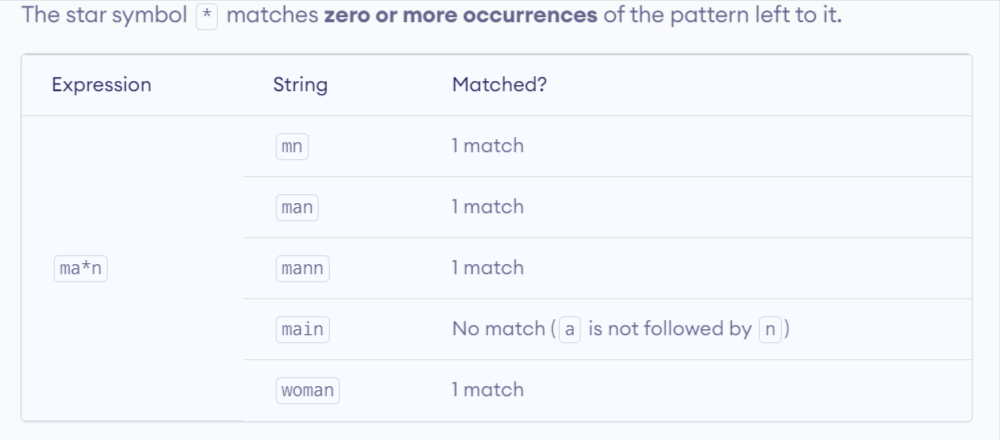 The star symbol * matches zero or more occurrences of the pattern left to it.
Expression String Matched?
mn 1 match
man 1 match
ma*n mann 1 match
main No match ( a is not followed by n )
woman 1 match